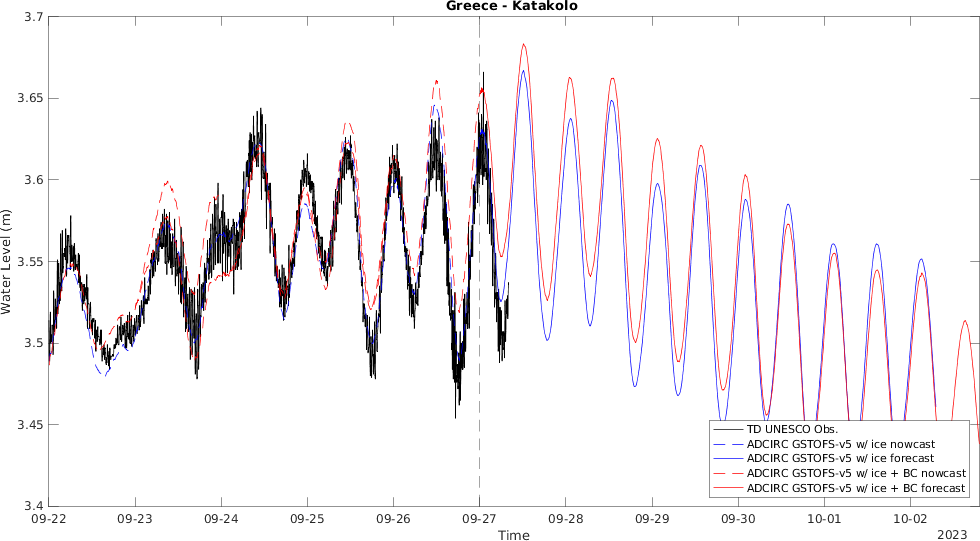 Greece - Katakolo
3.7
3.65
3.6
3.55
3.5
3.45
3.4
Water Level (m)
TD UNESCO Obs.
ADCIRC GSTOFS-v5 w/ ice nowcast
ADCIRC GSTOFS-v5 w/ ice forecast
ADCIRC GSTOFS-v5 w/ ice + BC nowcast
ADCIRC GSTOFS-v5 w/ ice + BC forecast
09-22 09-23 09-24 09-25 09-26 09-27 09-28 09-29 09-30 10-01 10-02
Time
2023